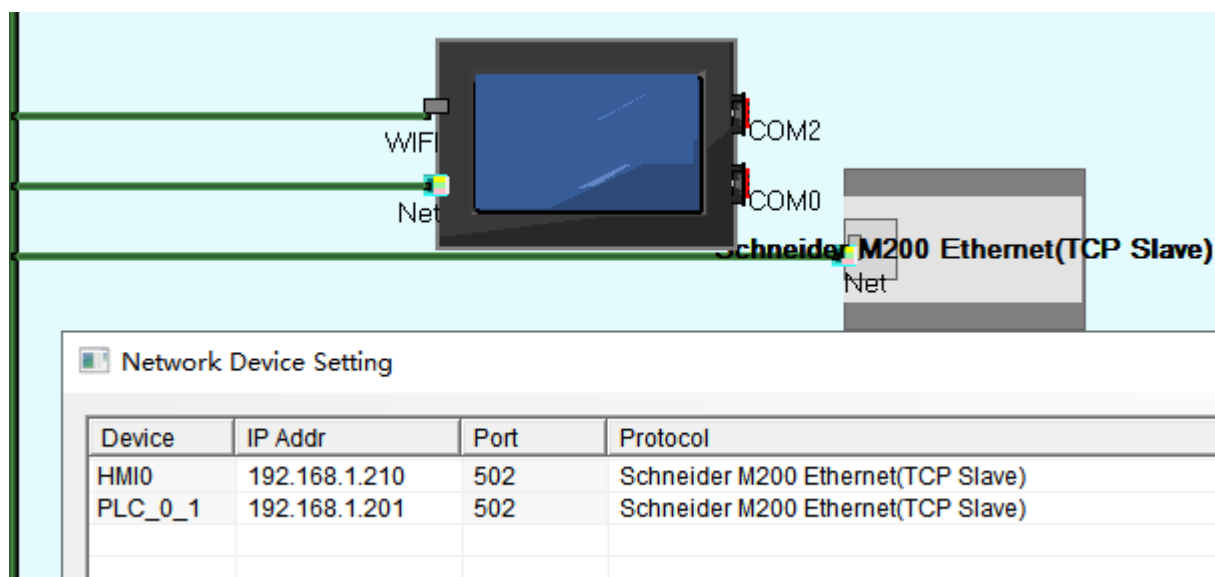 WIFI
COM2
Net
COM0
Schneider M200 Ethernet(TCP Slave)
Net
Network Device Setting
Device IP Addr Port Protocol
HMI0 192.168.1.210 502 Schneider M200 Ethernet(TCP Slave)
PLC_0_1 192.168.1.201 502 Schneider M200 Ethernet(TCP Slave)